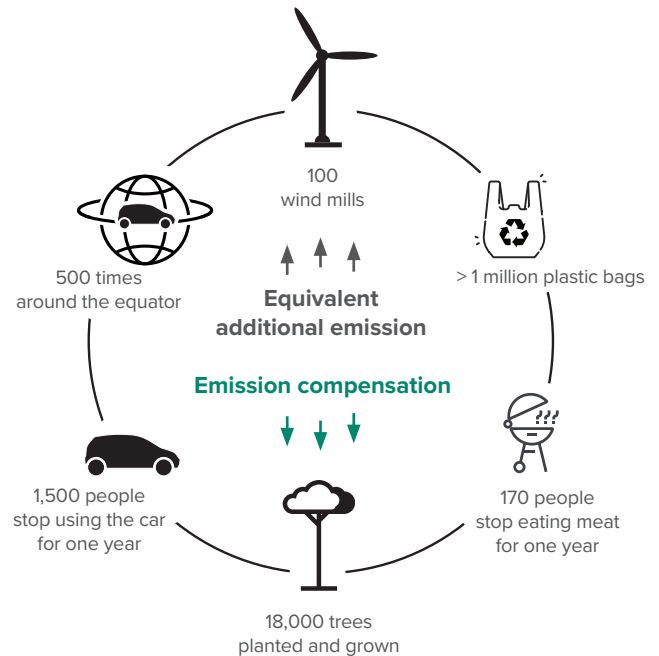 100
wind mills
500 times
around the equator
> 1 million plastic bags
Equivalent
additional emission
Emission compensation
1,500 people
stop using the car
for one year
170 people
stop eating meat
for one year
18,000 trees
planted and grown